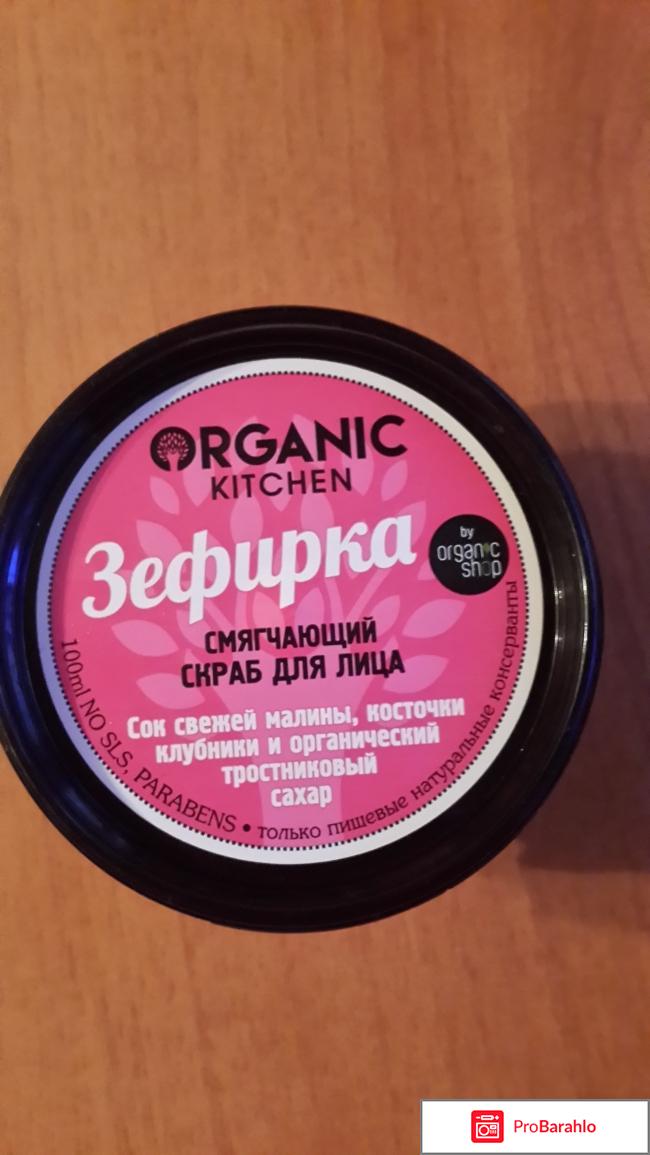 ORGANIC
KITCHEN
Зефирка
by
organic
shop
СМЯГЧАЮЩИЙ
СКРАБ ДЛЯ ЛИЦА
Сок свежей малины, косточки
клубники и органический
тростниковый
сахар
100ml NO SLS, PARABENS • только пищевые натуральные консерванты
ProBarahlo